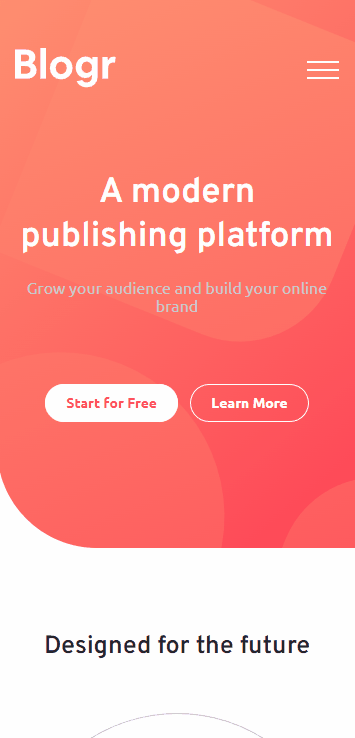 Blogr
A modern
publishing platform
Grow your audience and build your online
brand
Start for Free
Learn More
Designed for the future